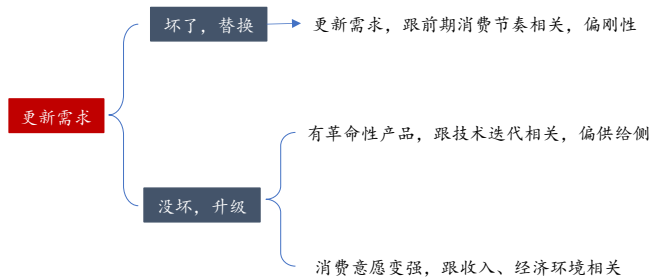 坏了，替换
更新需求，跟前期消费节奏相关，偏刚性
更新需求
有革命性产品，跟技术迭代相关，偏供给侧
没坏，升级
消费意愿变强，跟收入、经济环境相关